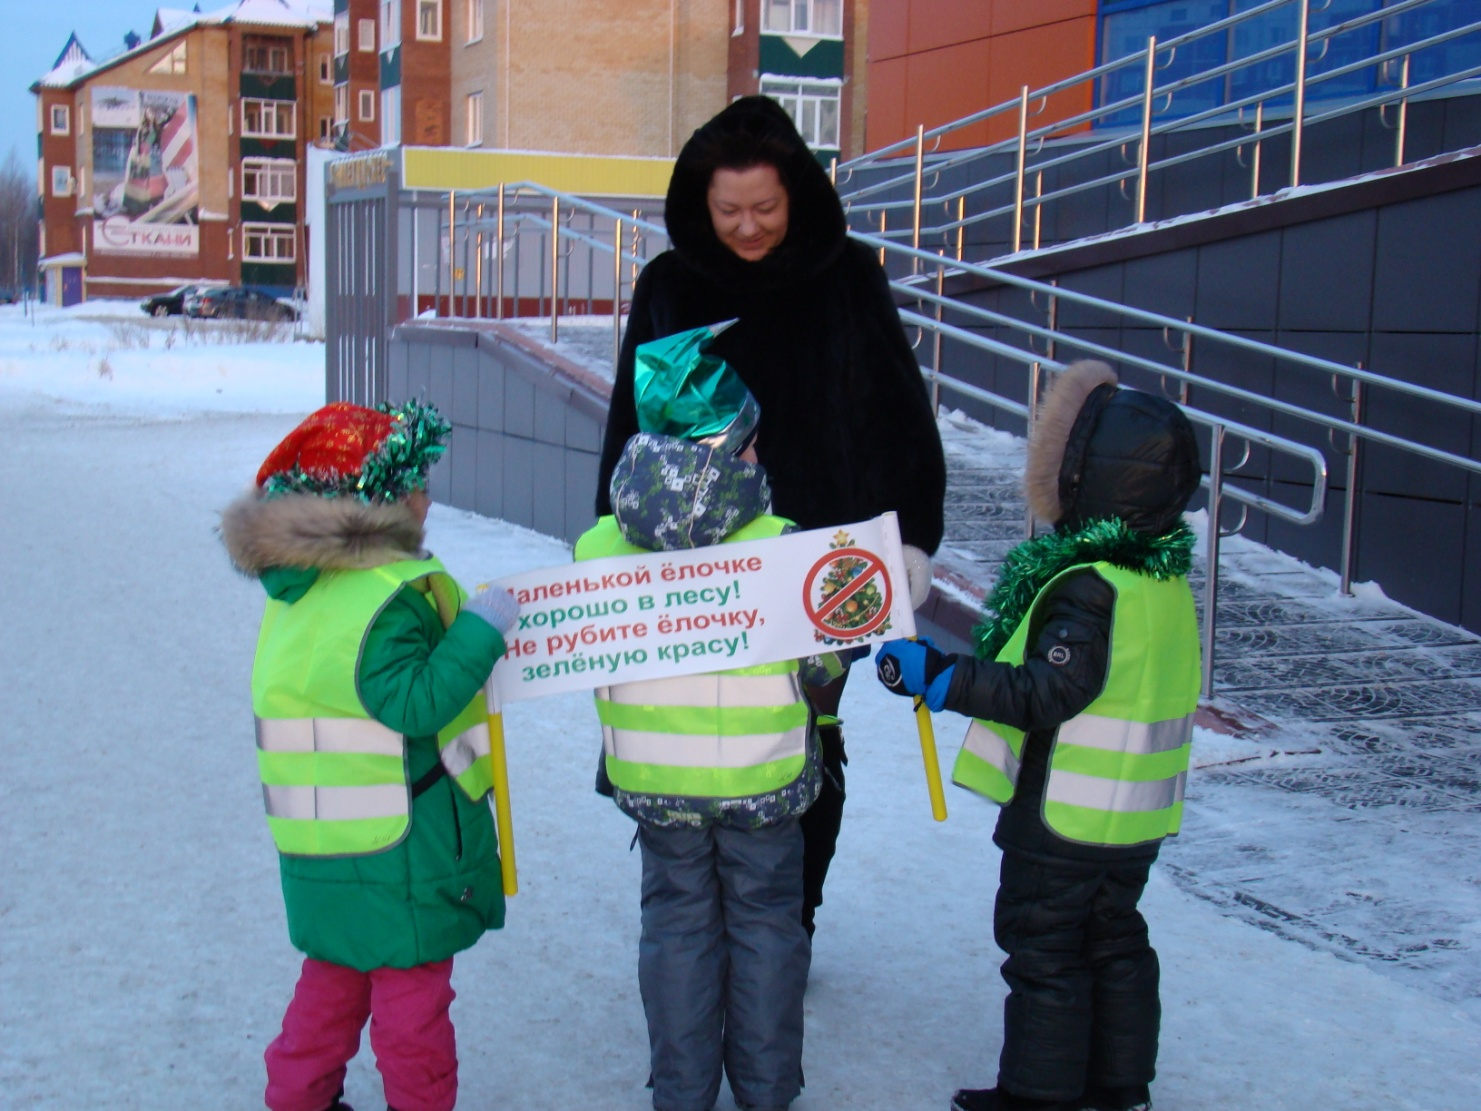 ТКАНИ
Маленькой ёлочке
хорошо в лесу!
Не рубите ёлочку,
зелёную красу!